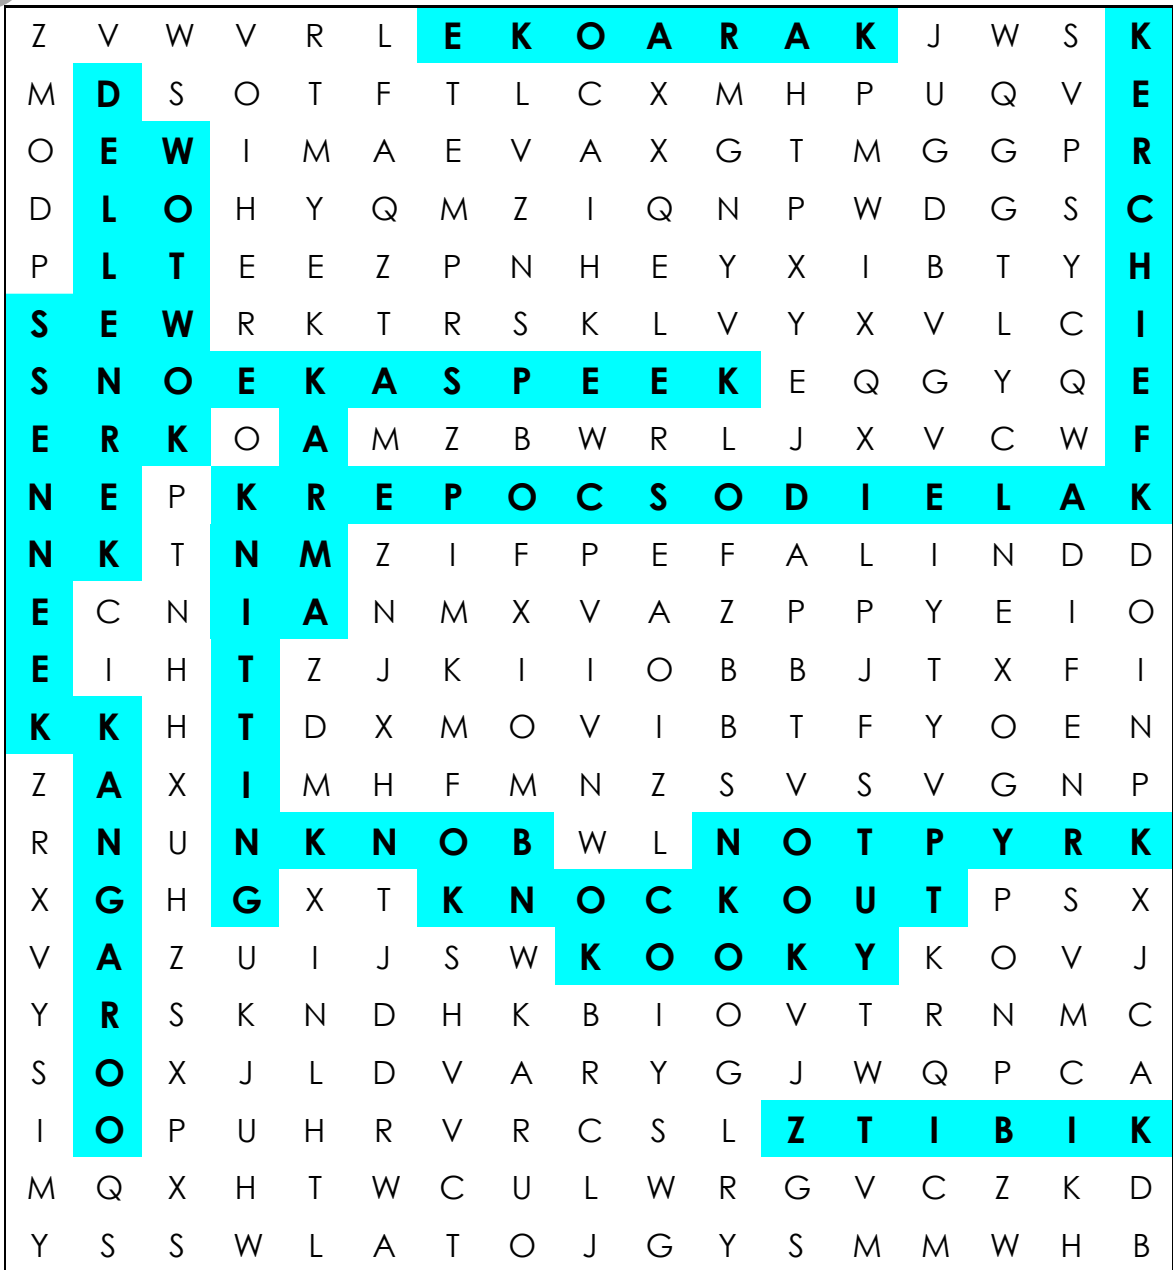 Z V W V R L E K O A R A K J W S K
M D S O T F T L C X M H P U Q V E
O E W I M A E V A X G T M G G P R
D L O H Y Q M Z I Q N P W D G S C
P L T E E Z P N H E Y X I B T Y H
S E W R K T R S K L V Y X V L C I
S N O E K A S P E E K E Q G Y Q E
E R K O A M Z B W R L J X V C W F
N E P K R E P O C S O D I E L A K
N K T N M Z I F P E F A L I N D D
E C N I A N M X V A Z P P Y E I O
E I H T Z J K I I O B B J T X F I
K K H T D X M O V I B T F Y O E N
Z A X I M H F M N Z S V S V G N P
R N U N K N O B W L N O T P Y R K
X G H G X T K N O C K O U T P S X
V A Z U I J S W K O O K Y K O V J
Y R S K N D H K B I O V T R N M C
S O X J L D V A R Y G J W Q P C A
I O P U H R V R C S L Z T I B I K
M Q X H T W C U L W R G V C Z K D
Y S S W L A T O J G Y S M M W H B